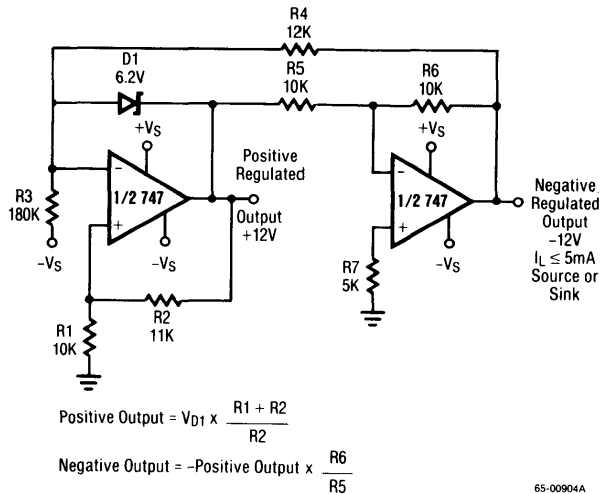 R4
12K
D1
6.2V
R5
10K
R6
10K
+VS
+VS
Positive
Regulated
Output
+12V
R3
180K
−
1/2 747
+
−VS
−VS
−
1/2 747
+
−VS
Negative
Regulated
Output
−12V
IL ≤ 5mA
Source or
Sink
R7
5K
R2
11K
R1
10K
Positive Output = VD1 x R1 + R2
R2
Negative Output = −Positive Output x R6
R5
65-00904A